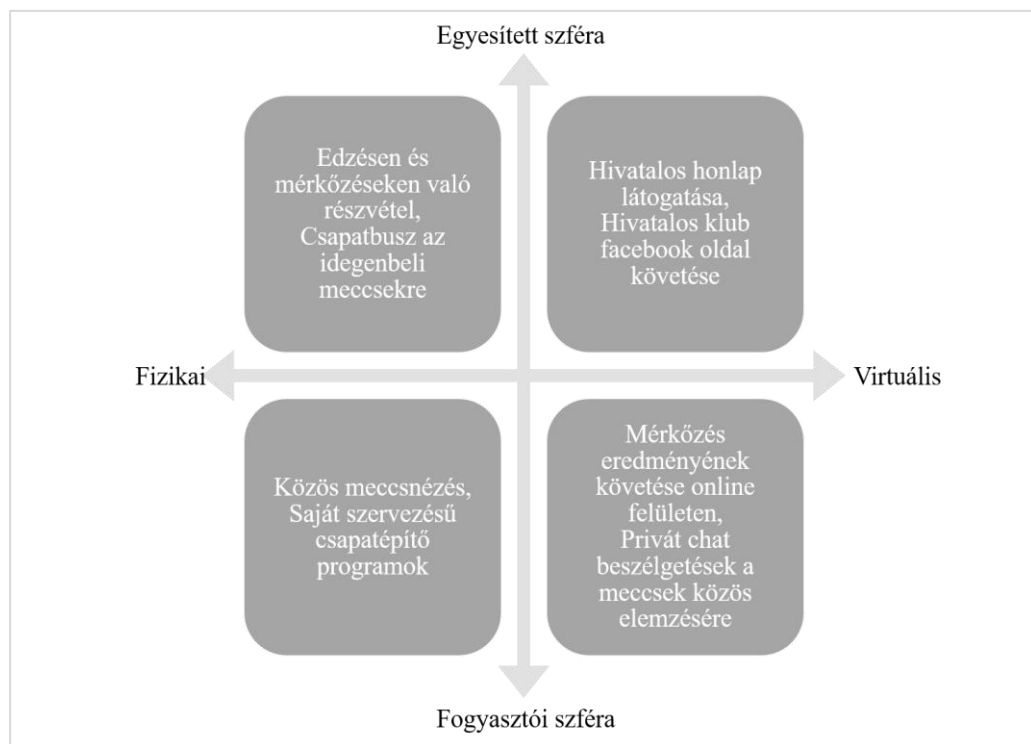 Egyesített szféra
Edzésen és
mérkőzéseken való
részvétel,
Csapatbusz az
idegenbeli
meccsekre
Hivatalos honlap
látogatása,
Hivatalos klub
facebook oldal
követése
Fizikai
Virtuális
Közös meccsnézés,
Saját szervezésű
csapatépítő
programok
Mérkőzés
eredményének
követése online
felületen,
Privát chat
beszélgetések a
meccsek közös
elemzésére
Fogyasztói szféra